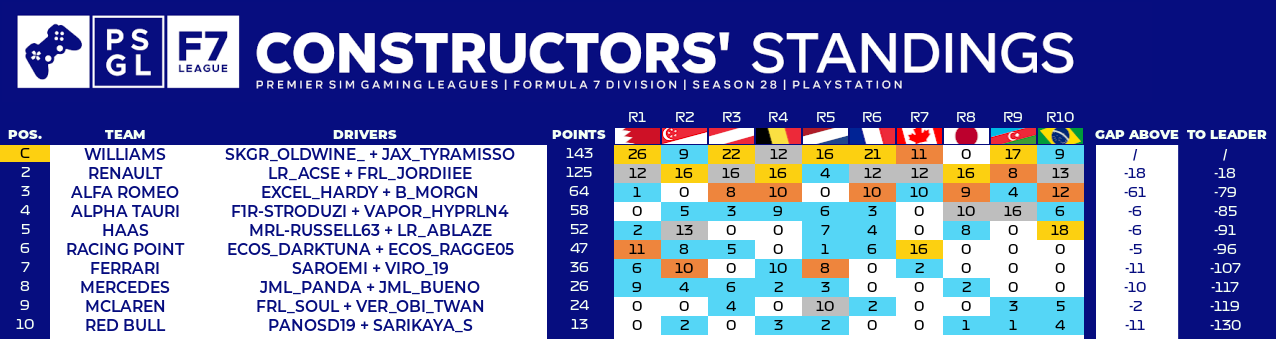 PS
GL
F7
LEAGUE
CONSTRUCTORS' STANDINGS
PREMIER SIM GAMING LEAGUES | FORMULA 7 DIVISION | SEASON 28 | PLAYSTATION
R1 R2 R3 R4 R5 R6 R7 R8 R9 R10
POS. TEAM DRIVERS POINTS GAP ABOVE TO LEADER
C WILLIAMS SKGR_OLDWINE_ + JAX_TYRAMISSO 143 26 9 22 12 16 21 11 0 17 9 / /
2 RENAULT LR_ACSE + FRL_JORDIIEE 125 12 16 16 16 4 12 12 16 8 13 -18 -18
3 ALFA ROMEO EXCEL_HARDY + B_MORGN 64 1 0 8 10 0 10 10 9 4 12 -61 -79
4 ALPHA TAURI F1R-STRODUZI + VAPOR_HYPRLN4 58 0 5 3 9 6 3 0 10 16 6 -6 -85
5 HAAS MRL-RUSSELL63 + LR_ABLAZE 52 2 13 0 0 7 4 0 8 0 18 -6 -91
6 RACING POINT ECOS_DARKTUNA + ECOS_RAGGE05 47 11 8 5 0 1 6 16 0 0 0 -5 -96
7 FERRARI SAROEMI + VIRO_19 36 6 10 0 10 8 0 2 0 0 0 -11 -107
8 MERCEDES JML_PANDA + JML_BUENO 26 9 4 6 2 3 0 0 2 0 0 -10 -117
9 MCLAREN FRL_SOUL + VER_OBI_TWAN 24 0 0 4 0 10 2 0 0 3 5 -2 -119
10 RED BULL PANOSD19 + SARIKAYA_S 13 0 2 0 3 2 0 0 1 1 4 -11 -130